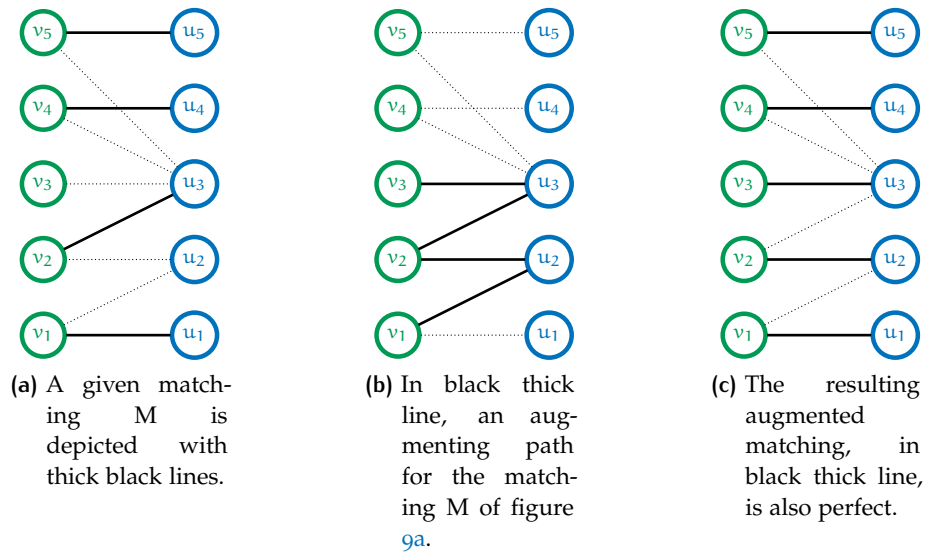 v5 u5
v4 u4
v3 u3
v2 u2
v1 u1
(a) A given match-
ing M is
depicted with
thick black lines.
v5 u5
v4 u4
v3 u3
v2 u2
v1 u1
(b) In black thick
line, an aug-
menting path
for the match-
ing M of figure
9a.
v5 u5
v4 u4
v3 u3
v2 u2
v1 u1
(c) The resulting
augmented
matching, in
black thick line,
is also perfect.